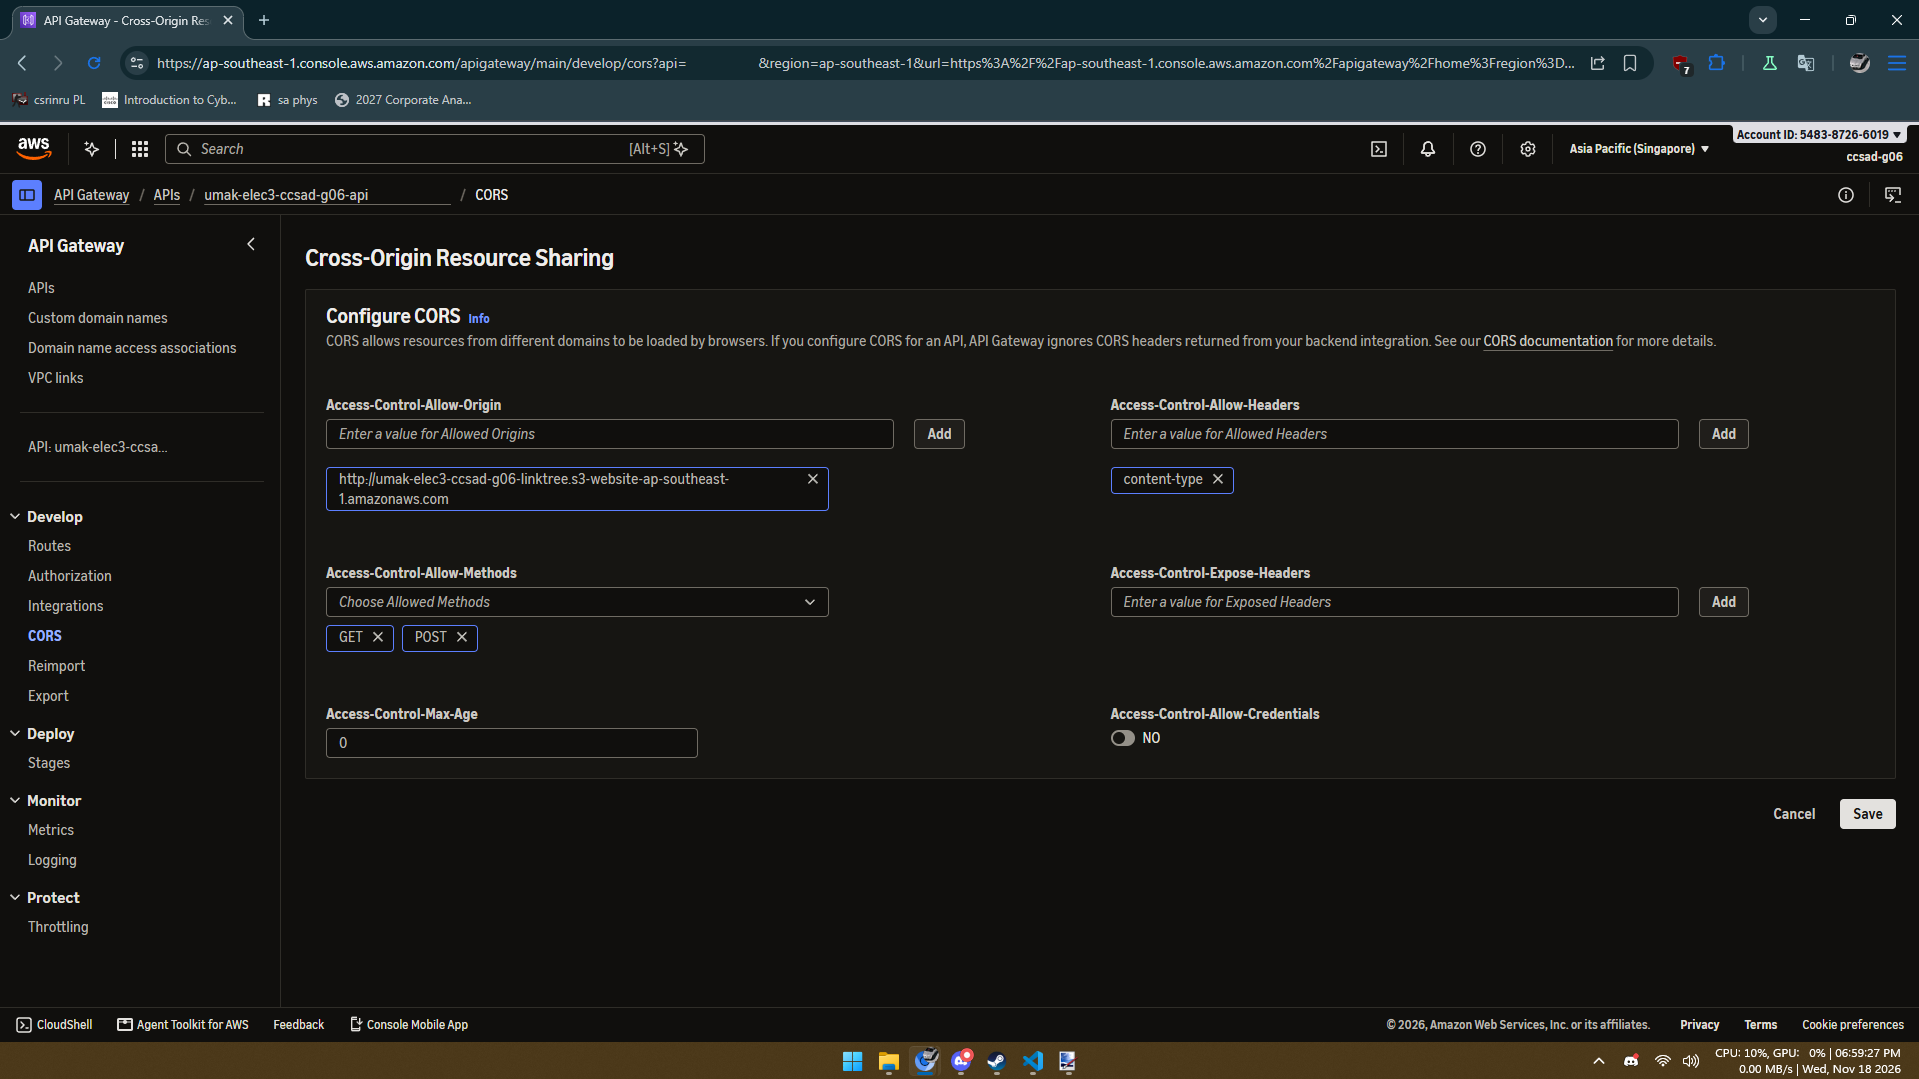 API Gateway - Cross-Origin Res
https://ap-southeast-1.console.aws.amazon.com/apigateway/main/develop/cors?api= &region=ap-southeast-1&url=https%3A%2F%2Fap-southeast-1.console.aws.amazon.com%2Fapigateway%2Fhome%3Fregion%3D...
7
csrinru PL
Introduction to Cyb...
sa phys
2027 Corporate Ana...
aws
Search
[Alt+S]
Asia Pacific (Singapore)
Account ID: 5483-8726-6019
ccsad-g06
API Gateway / APIs / umak-elec3-ccsad-g06-api / CORS
API Gateway
APIs
Custom domain names
Domain name access associations
VPC links
API: umak-elec3-ccsa...
Develop
Routes
Authorization
Integrations
CORS
Reimport
Export
Deploy
Stages
Monitor
Metrics
Logging
Protect
Throttling
Cross-Origin Resource Sharing
Configure CORS Info
CORS allows resources from different domains to be loaded by browsers. If you configure CORS for an API, API Gateway ignores CORS headers returned from your backend integration. See our CORS documentation for more details.
Access-Control-Allow-Origin
Enter a value for Allowed Origins
Add
http://umak-elec3-ccsad-g06-linktree.s3-website-ap-southeast-
1.amazonaws.com
Access-Control-Allow-Headers
Enter a value for Allowed Headers
Add
content-type
Access-Control-Allow-Methods
Choose Allowed Methods
GET
POST
Access-Control-Expose-Headers
Enter a value for Exposed Headers
Add
Access-Control-Max-Age
0
Access-Control-Allow-Credentials
NO
Cancel
Save
CloudShell
Agent Toolkit for AWS
Feedback
Console Mobile App
© 2026, Amazon Web Services, Inc. or its affiliates.
Privacy
Terms
Cookie preferences
CPU: 10%, GPU: 0% | 06:59:27 PM
0.00 MB/s | Wed, Nov 18 2026